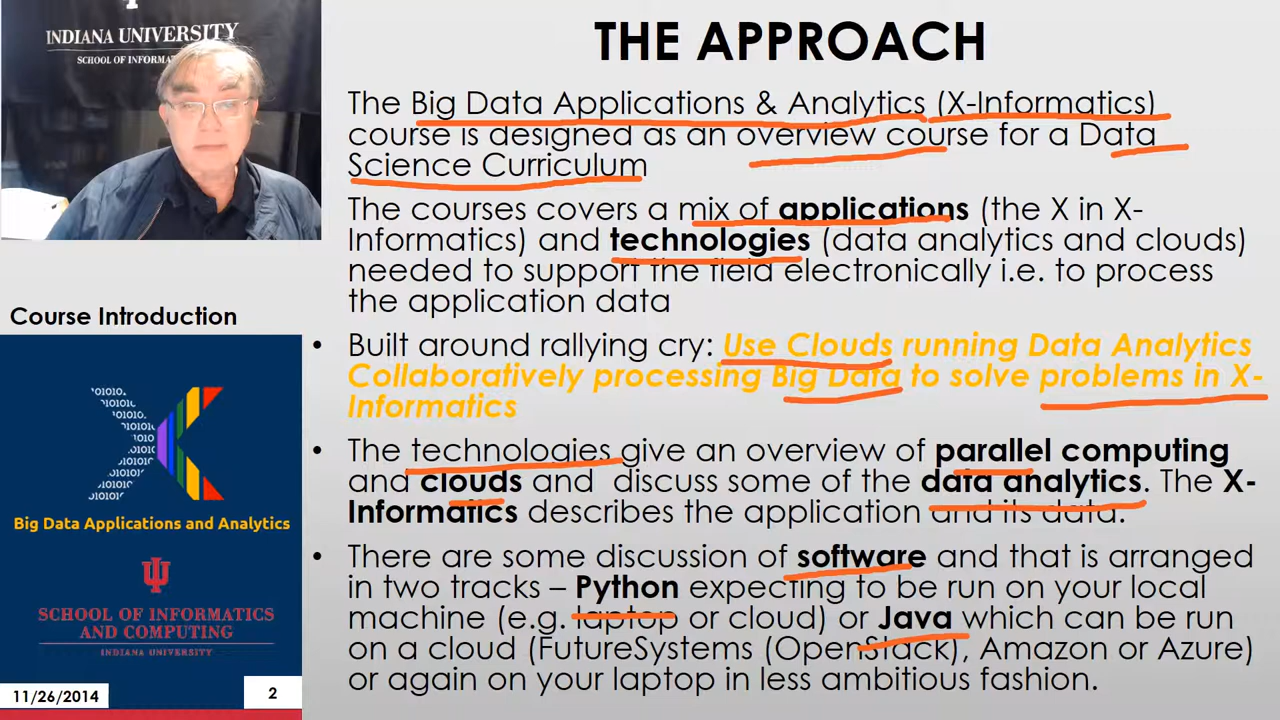 INDIANA UNIVERSITY
SCHOOL OF INFORMAT
THE APPROACH
The Big Data Applications & Analytics (X-Informatics)
course is designed as an overview course for a Data
Science Curriculum
The courses covers a mix of applications (the X in X-
Informatics) and technologies (data analytics and clouds)
needed to support the field electronically i.e. to process
the application data
• Built around rallying cry: Use Clouds running Data Analytics
Collaboratively processing Big Data to solve problems in X-
Informatics
• The technologies give an overview of parallel computing
and clouds and discuss some of the data analytics. The X-
Informatics describes the application and its data.
• There are some discussion of software and that is arranged
in two tracks – Python expecting to be run on your local
machine (e.g. laptop or cloud) or Java which can be run
on a cloud (FutureSystems (OpenStack), Amazon or Azure)
or again on your laptop in less ambitious fashion.
Course Introduction
Big Data Applications and Analytics
SCHOOL OF INFORMATICS
AND COMPUTING
INDIANA UNIVERSITY
11/26/2014
2